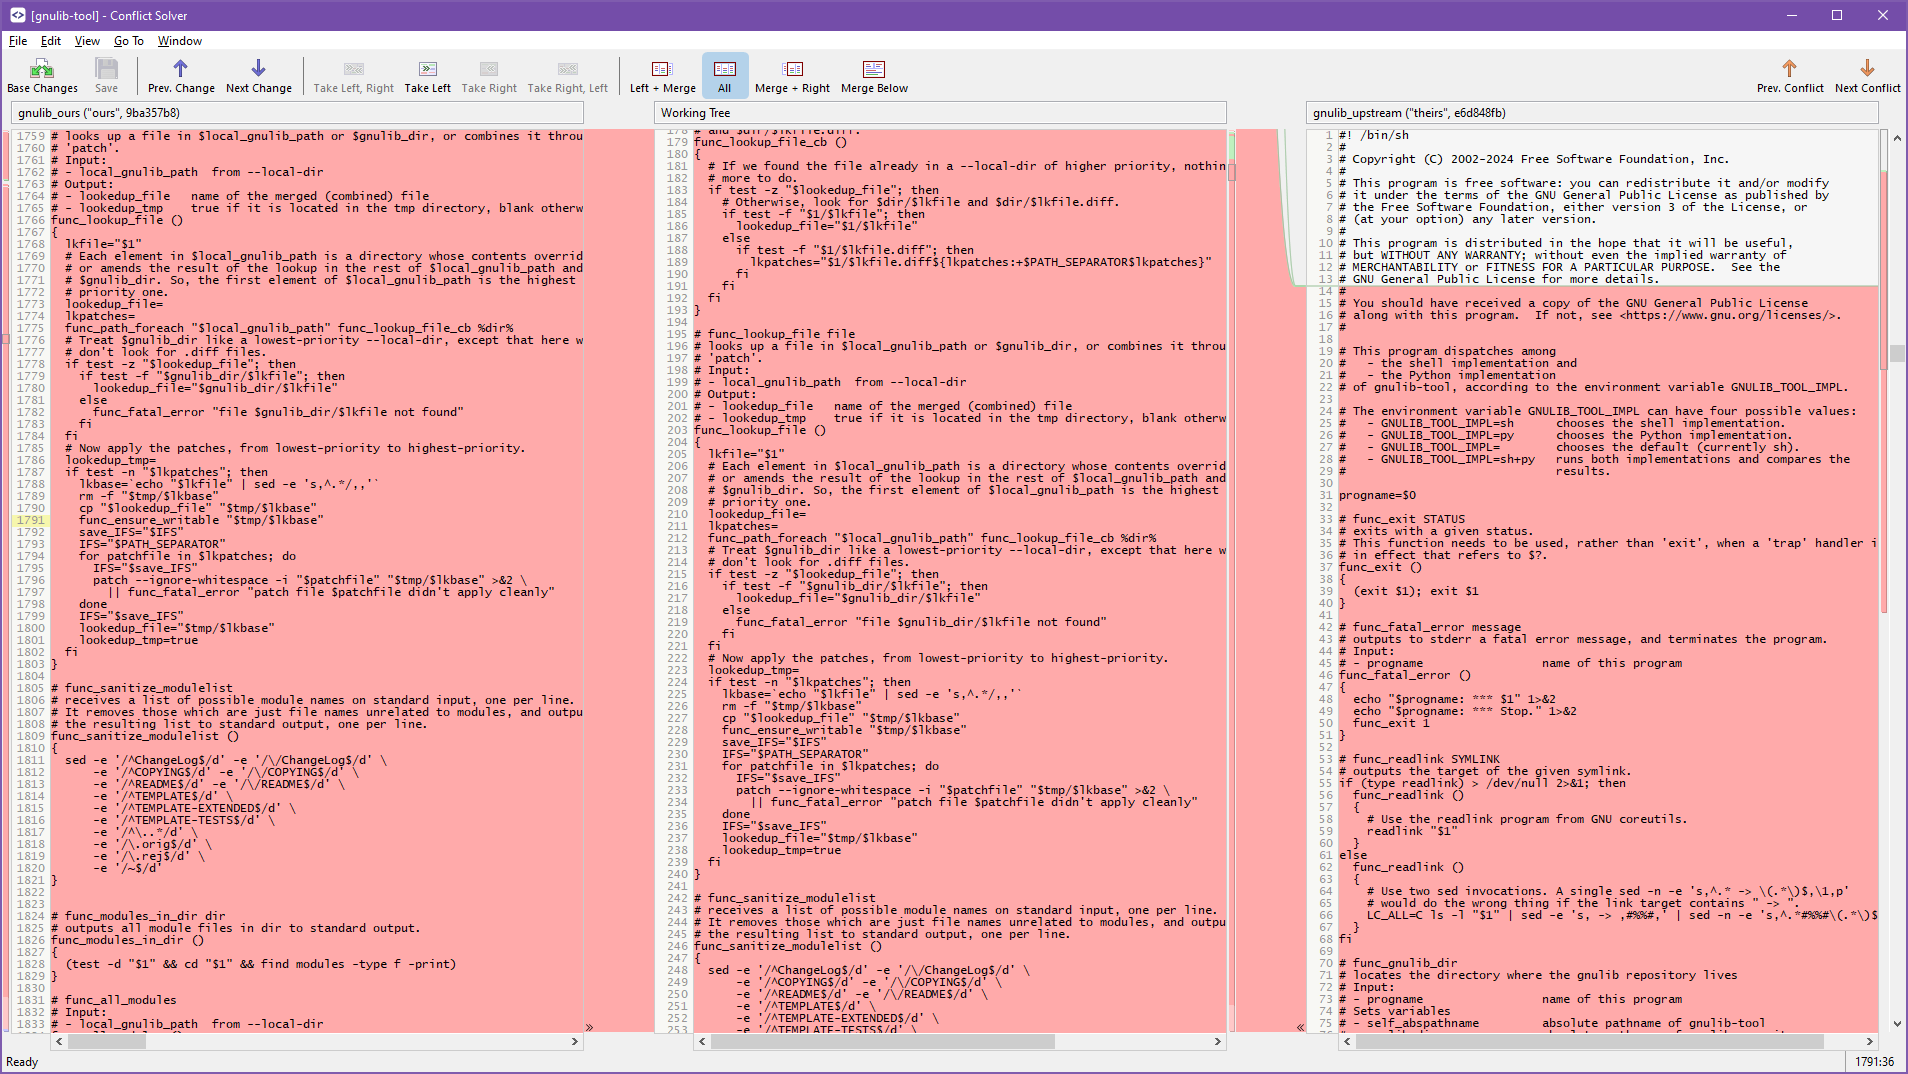 [gnulib-tool] - Conflict Solver
File Edit View Go To Window
Base Changes Save Prev. Change Next Change Take Left, Right Take Left Take Right Take Right, Left Left + Merge All Merge + Right Merge Below Prev. Conflict Next Conflict
gnulib_ours ("ours", 9ba357b8)
1759 # looks up a file in $local_gnulib_path or $gnulib_dir, or combines it throu
1760 # 'patch'.
1761 # Input:
1762 # - local_gnulib_path  from --local-dir
1763 # Output:
1764 # - lookedup_file   name of the merged (combined) file
1765 # - lookedup_tmp    true if it is located in the tmp directory, blank otherw
1766 func_lookup_file ()
1767 {
1768   lkfile="$1"
1769   # Each element in $local_gnulib_path is a directory whose contents overrid
1770   # or amends the result of the lookup in the rest of $local_gnulib_path and
1771   # $gnulib_dir. So, the first element of $local_gnulib_path is the highest
1772   # priority one.
1773   lookedup_file=
1774   lkpatches=
1775   func_path_foreach "$local_gnulib_path" func_lookup_file_cb %dir%
1776   # Treat $gnulib_dir like a lowest-priority --local-dir, except that here w
1777   # don't look for .diff files.
1778   if test -z "$lookedup_file"; then
1779     if test -f "$gnulib_dir/$lkfile"; then
1780       lookedup_file="$gnulib_dir/$lkfile"
1781     else
1782       func_fatal_error "file $gnulib_dir/$lkfile not found"
1783     fi
1784   fi
1785   # Now apply the patches, from lowest-priority to highest-priority.
1786   lookedup_tmp=
1787   if test -n "$lkpatches"; then
1788     lkbase=`echo "$lkfile" | sed -e 's,^.*/,,'`
1789     rm -f "$tmp/$lkbase"
1790     cp "$lookedup_file" "$tmp/$lkbase"
1791     func_ensure_writable "$tmp/$lkbase"
1792     save_IFS="$IFS"
1793     IFS="$PATH_SEPARATOR"
1794     for patchfile in $lkpatches; do
1795       IFS="$save_IFS"
1796       patch --ignore-whitespace -i "$patchfile" "$tmp/$lkbase" >&2 \
1797         || func_fatal_error "patch file $patchfile didn't apply cleanly"
1798     done
1799     IFS="$save_IFS"
1800     lookedup_file="$tmp/$lkbase"
1801     lookedup_tmp=true
1802   fi
1803 }
1804
1805 # func_sanitize_modulelist
1806 # receives a list of possible module names on standard input, one per line.
1807 # It removes those which are just file names unrelated to modules, and outpu
1808 # the resulting list to standard output, one per line.
1809 func_sanitize_modulelist ()
1810 {
1811   sed -e '/^ChangeLog$/d' -e '/\/ChangeLog$/d' \
1812       -e '/^COPYING$/d' -e '/\/COPYING$/d' \
1813       -e '/^README$/d' -e '/\/README$/d' \
1814       -e '/^TEMPLATE$/d' \
1815       -e '/^TEMPLATE-EXTENDED$/d' \
1816       -e '/^TEMPLATE-TESTS$/d' \
1817       -e '/^\..*/d' \
1818       -e '/\.orig$/d' \
1819       -e '/\.rej$/d' \
1820       -e '/~$/d'
1821 }
1822
1823
1824 # func_modules_in_dir dir
1825 # outputs all module files in dir to standard output.
1826 func_modules_in_dir ()
1827 {
1828   (test -d "$1" && cd "$1" && find modules -type f -print)
1829 }
1830
1831 # func_all_modules
1832 # Input:
1833 # - local_gnulib_path  from --local-dir
Working Tree
178 # and $dir/$lkfile.diff.
179 func_lookup_file_cb ()
180 {
181   # If we found the file already in a --local-dir of higher priority, nothin
182   # more to do.
183   if test -z "$lookedup_file"; then
184     # Otherwise, look for $dir/$lkfile and $dir/$lkfile.diff.
185     if test -f "$1/$lkfile"; then
186       lookedup_file="$1/$lkfile"
187     else
188       if test -f "$1/$lkfile.diff"; then
189         lkpatches="$1/$lkfile.diff${lkpatches:+$PATH_SEPARATOR$lkpatches}"
190       fi
191     fi
192   fi
193 }
194
195 # func_lookup_file file
196 # looks up a file in $local_gnulib_path or $gnulib_dir, or combines it throu
197 # 'patch'.
198 # Input:
199 # - local_gnulib_path  from --local-dir
200 # Output:
201 # - lookedup_file   name of the merged (combined) file
202 # - lookedup_tmp    true if it is located in the tmp directory, blank otherw
203 func_lookup_file ()
204 {
205   lkfile="$1"
206   # Each element in $local_gnulib_path is a directory whose contents overrid
207   # or amends the result of the lookup in the rest of $local_gnulib_path and
208   # $gnulib_dir. So, the first element of $local_gnulib_path is the highest
209   # priority one.
210   lookedup_file=
211   lkpatches=
212   func_path_foreach "$local_gnulib_path" func_lookup_file_cb %dir%
213   # Treat $gnulib_dir like a lowest-priority --local-dir, except that here w
214   # don't look for .diff files.
215   if test -z "$lookedup_file"; then
216     if test -f "$gnulib_dir/$lkfile"; then
217       lookedup_file="$gnulib_dir/$lkfile"
218     else
219       func_fatal_error "file $gnulib_dir/$lkfile not found"
220     fi
221   fi
222   # Now apply the patches, from lowest-priority to highest-priority.
223   lookedup_tmp=
224   if test -n "$lkpatches"; then
225     lkbase=`echo "$lkfile" | sed -e 's,^.*/,,'`
226     rm -f "$tmp/$lkbase"
227     cp "$lookedup_file" "$tmp/$lkbase"
228     func_ensure_writable "$tmp/$lkbase"
229     save_IFS="$IFS"
230     IFS="$PATH_SEPARATOR"
231     for patchfile in $lkpatches; do
232       IFS="$save_IFS"
233       patch --ignore-whitespace -i "$patchfile" "$tmp/$lkbase" >&2 \
234         || func_fatal_error "patch file $patchfile didn't apply cleanly"
235     done
236     IFS="$save_IFS"
237     lookedup_file="$tmp/$lkbase"
238     lookedup_tmp=true
239   fi
240 }
241
242 # func_sanitize_modulelist
243 # receives a list of possible module names on standard input, one per line.
244 # It removes those which are just file names unrelated to modules, and outpu
245 # the resulting list to standard output, one per line.
246 func_sanitize_modulelist ()
247 {
248   sed -e '/^ChangeLog$/d' -e '/\/ChangeLog$/d' \
249       -e '/^COPYING$/d' -e '/\/COPYING$/d' \
250       -e '/^README$/d' -e '/\/README$/d' \
251       -e '/^TEMPLATE$/d' \
252       -e '/^TEMPLATE-EXTENDED$/d' \
253       -e '/^TEMPLATE-TESTS$/d' \
gnulib_upstream ("theirs", e6d848fb)
1 #! /bin/sh
2 #
3 # Copyright (C) 2002-2024 Free Software Foundation, Inc.
4 #
5 # This program is free software: you can redistribute it and/or modify
6 # it under the terms of the GNU General Public License as published by
7 # the Free Software Foundation, either version 3 of the License, or
8 # (at your option) any later version.
9 #
10 # This program is distributed in the hope that it will be useful,
11 # but WITHOUT ANY WARRANTY; without even the implied warranty of
12 # MERCHANTABILITY or FITNESS FOR A PARTICULAR PURPOSE.  See the
13 # GNU General Public License for more details.
14 #
15 # You should have received a copy of the GNU General Public License
16 # along with this program.  If not, see <https://www.gnu.org/licenses/>.
17 #
18
19 # This program dispatches among
20 #   - the shell implementation and
21 #   - the Python implementation
22 # of gnulib-tool, according to the environment variable GNULIB_TOOL_IMPL.
23
24 # The environment variable GNULIB_TOOL_IMPL can have four possible values:
25 #   - GNULIB_TOOL_IMPL=sh      chooses the shell implementation.
26 #   - GNULIB_TOOL_IMPL=py      chooses the Python implementation.
27 #   - GNULIB_TOOL_IMPL=        chooses the default (currently sh).
28 #   - GNULIB_TOOL_IMPL=sh+py   runs both implementations and compares the
29 #                              results.
30
31 progname=$0
32
33 # func_exit STATUS
34 # exits with a given status.
35 # This function needs to be used, rather than 'exit', when a 'trap' handler i
36 # in effect that refers to $?.
37 func_exit ()
38 {
39   (exit $1); exit $1
40 }
41
42 # func_fatal_error message
43 # outputs to stderr a fatal error message, and terminates the program.
44 # Input:
45 # - progname                 name of this program
46 func_fatal_error ()
47 {
48   echo "$progname: *** $1" 1>&2
49   echo "$progname: *** Stop." 1>&2
50   func_exit 1
51 }
52
53 # func_readlink SYMLINK
54 # outputs the target of the given symlink.
55 if (type readlink) > /dev/null 2>&1; then
56   func_readlink ()
57   {
58     # Use the readlink program from GNU coreutils.
59     readlink "$1"
60   }
61 else
62   func_readlink ()
63   {
64     # Use two sed invocations. A single sed -n -e 's,^.* -> \(.*\)$,\1,p'
65     # would do the wrong thing if the link target contains " -> ".
66     LC_ALL=C ls -l "$1" | sed -e 's, -> ,#%%#,' | sed -n -e 's,^.*#%%#\(.*\)$
67   }
68 fi
69
70 # func_gnulib_dir
71 # locates the directory where the gnulib repository lives
72 # Input:
73 # - progname                 name of this program
74 # Sets variables
75 # - self_abspathname         absolute pathname of gnulib-tool
Ready 1791:36